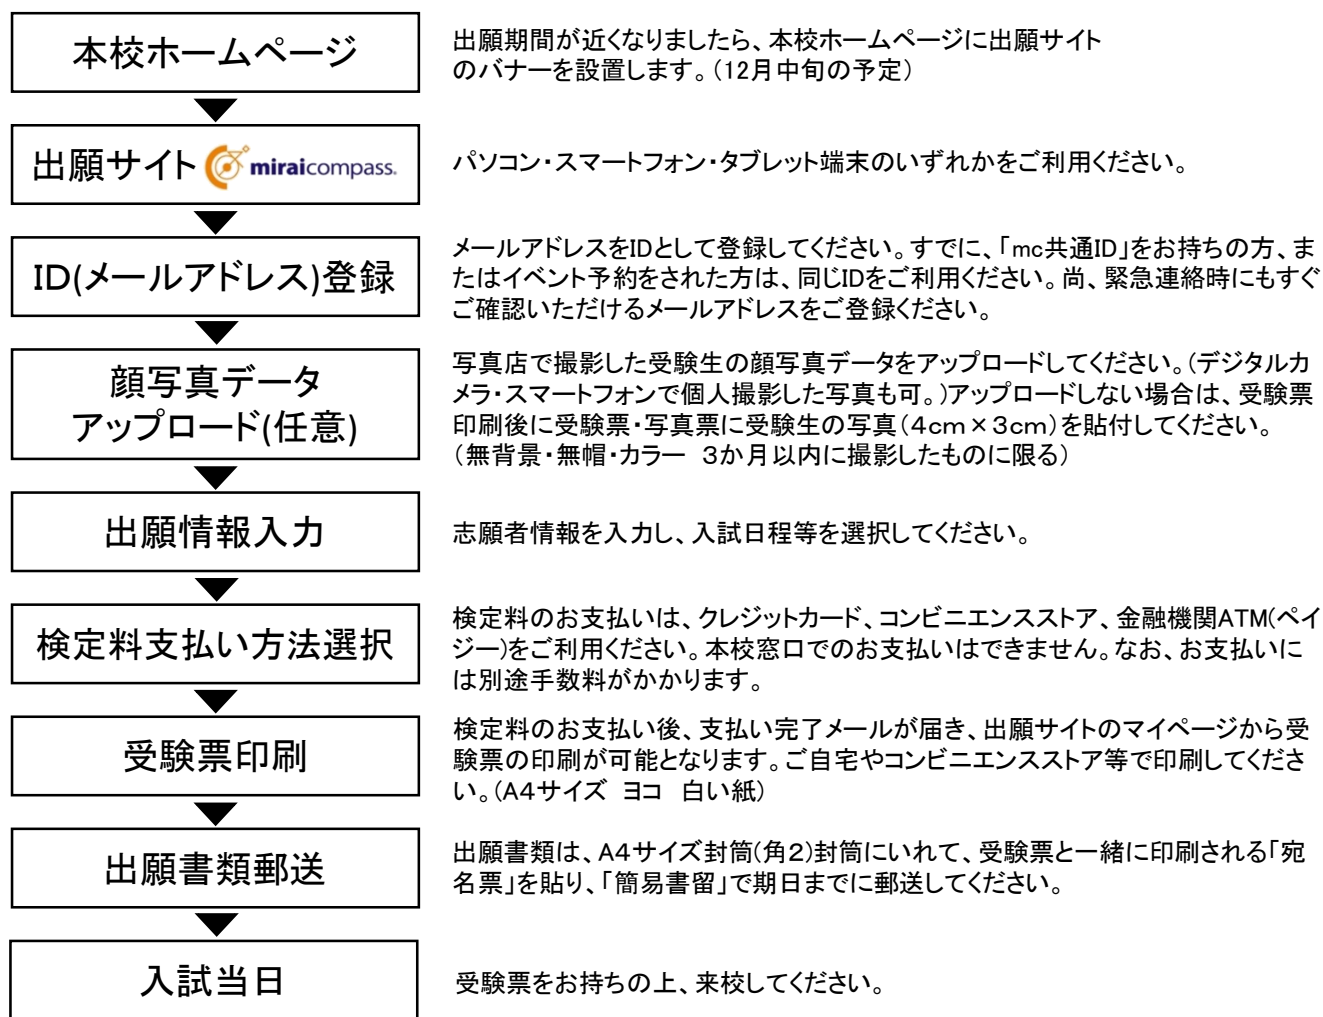 本校ホームページ
出願期間が近くなりましたら、本校ホームページに出願サイト
のバナーを設置します。(12月中旬の予定)
出願サイト miraicompass.
パソコン・スマートフォン・タブレット端末のいずれかをご利用ください。
ID(メールアドレス)登録
メールアドレスをIDとして登録してください。すでに、「mc共通ID」をお持ちの方、ま
たはイベント予約をされた方は、同じIDをご利用ください。尚、緊急連絡時にもすぐ
ご確認いただけるメールアドレスをご登録ください。
顔写真データ
アップロード(任意)
写真店で撮影した受験生の顔写真データをアップロードしてください。(デジタルカ
メラ・スマートフォンで個人撮影した写真も可。)アップロードしない場合は、受験票
印刷後に受験票・写真票に受験生の写真(4cm×3cm)を貼付してください。
(無背景・無帽・カラー 3か月以内に撮影したものに限る)
出願情報入力
志願者情報を入力し、入試日程等を選択してください。
検定料支払い方法選択
検定料のお支払いは、クレジットカード、コンビニエンスストア、金融機関ATM(ペイ
ジー)をご利用ください。本校窓口でのお支払いはできません。なお、お支払いに
は別途手数料がかかります。
受験票印刷
検定料のお支払い後、支払い完了メールが届き、出願サイトのマイページから受
験票の印刷が可能となります。ご自宅やコンビニエンスストア等で印刷してくださ
い。(A4サイズ ヨコ 白い紙)
出願書類郵送
出願書類は、A4サイズ封筒(角2)封筒にいれて、受験票と一緒に印刷される「宛
名票」を貼り、「簡易書留」で期日までに郵送してください。
入試当日
受験票をお持ちの上、来校してください。